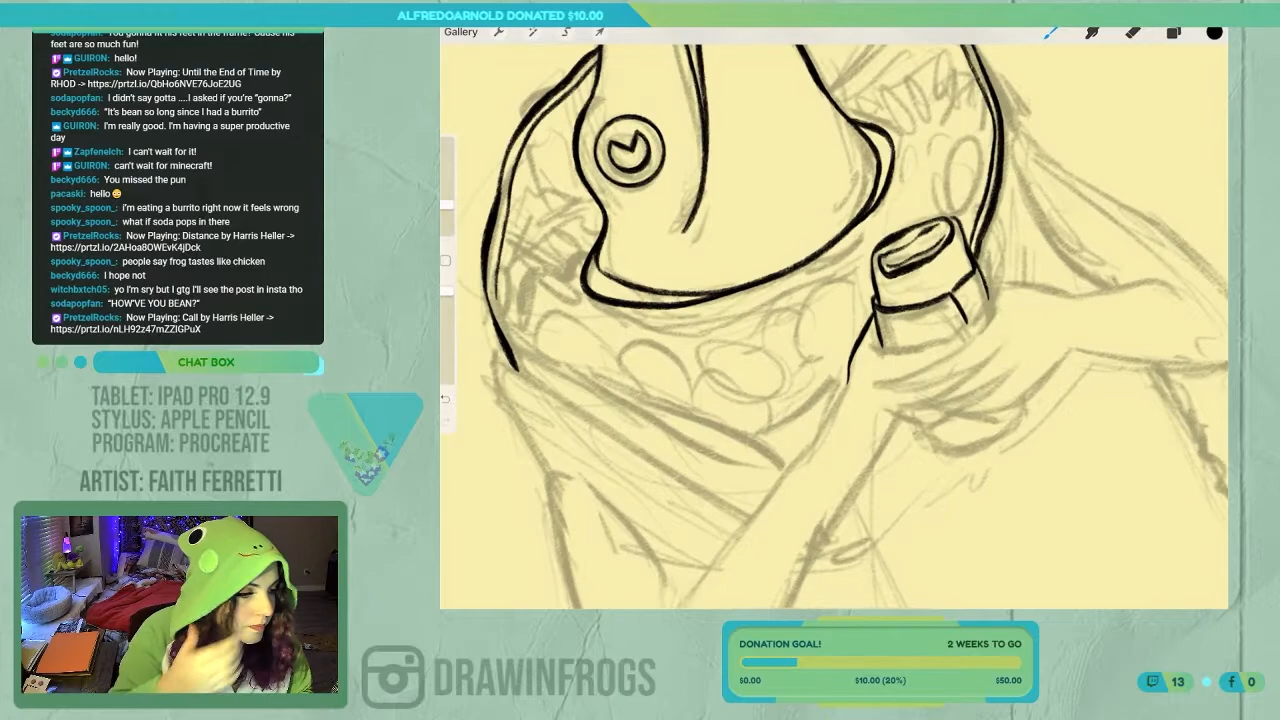 ALFREDOARNOLD DONATED $10.00
Gallery
feet are so much fun!
GUIR0N: hello!
PretzelRocks: Now Playing: Until the End of Time by
RHOD -> https://prtzl.io/QbHo6NVE76JoE2UG
sodapopfan: I didn't say gotta ....I asked if you're "gonna?"
beckyd666: "It's bean so long since I had a burrito"
GUIR0N: I'm really good. I'm having a super productive
day
Zapfeneich: I can't wait for it!
GUIR0N: can't wait for minecraft!
beckyd666: You missed the pun
pacaski: hello 😳
spooky_spoon_: i'm eating a burrito right now it feels wrong
spooky_spoon_: what if soda pops in there
PretzelRocks: Now Playing: Distance by Harris Heller ->
https://prtzl.io/2AHoa8OWEvK4jDck
spooky_spoon_: people say frog tastes like chicken
beckyd666: I hope not
witchbxtch05: yo I'm sry but I gtg I'll see the post in insta tho
sodapopfan: "HOW'VE YOU BEAN?"
PretzelRocks: Now Playing: Call by Harris Heller ->
https://prtzl.io/nLH92z47mZZlGPuX
CHAT BOX
TABLET: IPAD PRO 12.9
STYLUS: APPLE PENCIL
PROGRAM: PROCREATE
ARTIST: FAITH FERRETTI
DRAWINFROGS
DONATION GOAL! 2 WEEKS TO GO
$0.00 $10.00 (20%) $50.00
13 0